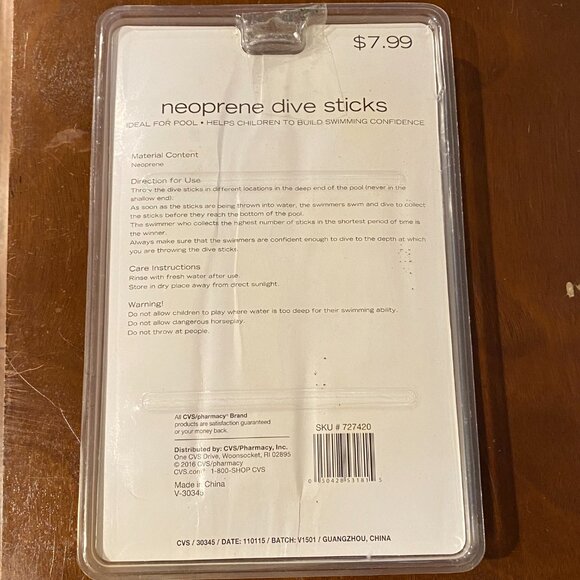 $7.99
neoprene dive sticks
IDEAL FOR POOL • HELPS CHILDREN TO BUILD SWIMMING CONFIDENCE
Material Content
Neoprene
Direction for Use
Throw the dive sticks in different locations in the deep end of the pool (never in the
shallow end).
As soon as the sticks are being thrown into water, the swimmers swim and dive to collect
the sticks before they reach the bottom of the pool.
The swimmer who collects the highest number of sticks in the shortest period of time is
the winner.
Always make sure that the swimmers are confident enough to dive to the depth at which
you are throwing the dive sticks.
Care Instructions
Rinse with fresh water after use.
Store in dry place away from direct sunlight.
Warning!
Do not allow children to play where water is too deep for their swimming ability.
Do not allow dangerous horseplay.
Do not throw at people.
All CVS/pharmacy® Brand
products are satisfaction guaranteed
or your money back.
Distributed by: CVS/Pharmacy, Inc.
One CVS Drive, Woonsocket, RI 02895
© 2016 CVS/pharmacy
CVS.com® 1-800-SHOP CVS
Made in China
V-30345
SKU # 727420
0 50428 53181 5
CVS / 30345 / DATE: 110115 / BATCH: V1501 / GUANGZHOU, CHINA